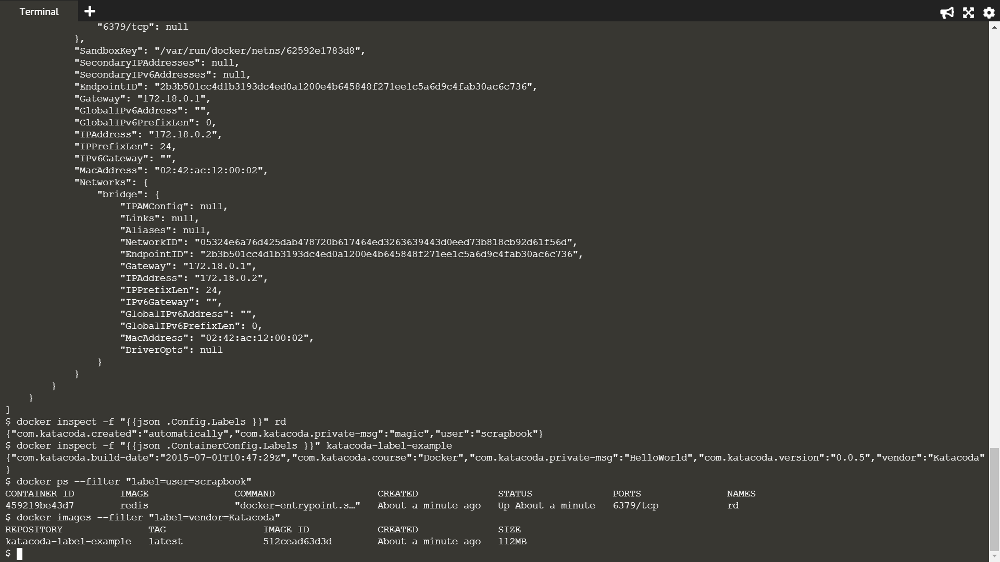 Terminal
"6379/tcp": null
},
"SandboxKey": "/var/run/docker/netns/62592e1783d8",
"SecondaryIPAddresses": null,
"SecondaryIPv6Addresses": null,
"EndpointID": "2b3b501cc4d1b3193dc4ed0a1200e4b645848f271ee1c5a6d9c4fab30ac6c736",
"Gateway": "172.18.0.1",
"GlobalIPv6Address": "",
"GlobalIPv6PrefixLen": 0,
"IPAddress": "172.18.0.2",
"IPPrefixLen": 24,
"IPv6Gateway": "",
"MacAddress": "02:42:ac:12:00:02",
"Networks": {
"bridge": {
"IPAMConfig": null,
"Links": null,
"Aliases": null,
"NetworkID": "05324e6a76d425dab478720b617464ed3263639443d0eed73b818cb92d61f56d",
"EndpointID": "2b3b501cc4d1b3193dc4ed0a1200e4b645848f271ee1c5a6d9c4fab30ac6c736",
"Gateway": "172.18.0.1",
"IPAddress": "172.18.0.2",
"IPPrefixLen": 24,
"IPv6Gateway": "",
"GlobalIPv6Address": "",
"GlobalIPv6PrefixLen": 0,
"MacAddress": "02:42:ac:12:00:02",
"DriverOpts": null
}
}
}
}
]
$ docker inspect -f "{{json .Config.Labels }}" rd
{"com.katacoda.created":"automatically","com.katacoda.private-msg":"magic","user":"scrapbook"}
$ docker inspect -f "{{json .ContainerConfig.Labels }}" katacoda-label-example
{"com.katacoda.build-date":"2015-07-01T10:47:29Z","com.katacoda.course":"Docker","com.katacoda.private-msg":"HelloWorld","com.katacoda.version":"0.0.5","vendor":"Katacoda"
}
$ docker ps --filter "label=user=scrapbook"
CONTAINER ID IMAGE COMMAND CREATED STATUS PORTS NAMES
459219be43d7 redis "docker-entrypoint.s…" About a minute ago Up About a minute 6379/tcp rd
$ docker images --filter "label=vendor=Katacoda"
REPOSITORY TAG IMAGE ID CREATED SIZE
katacoda-label-example latest 512cead63d3d About a minute ago 112MB
$